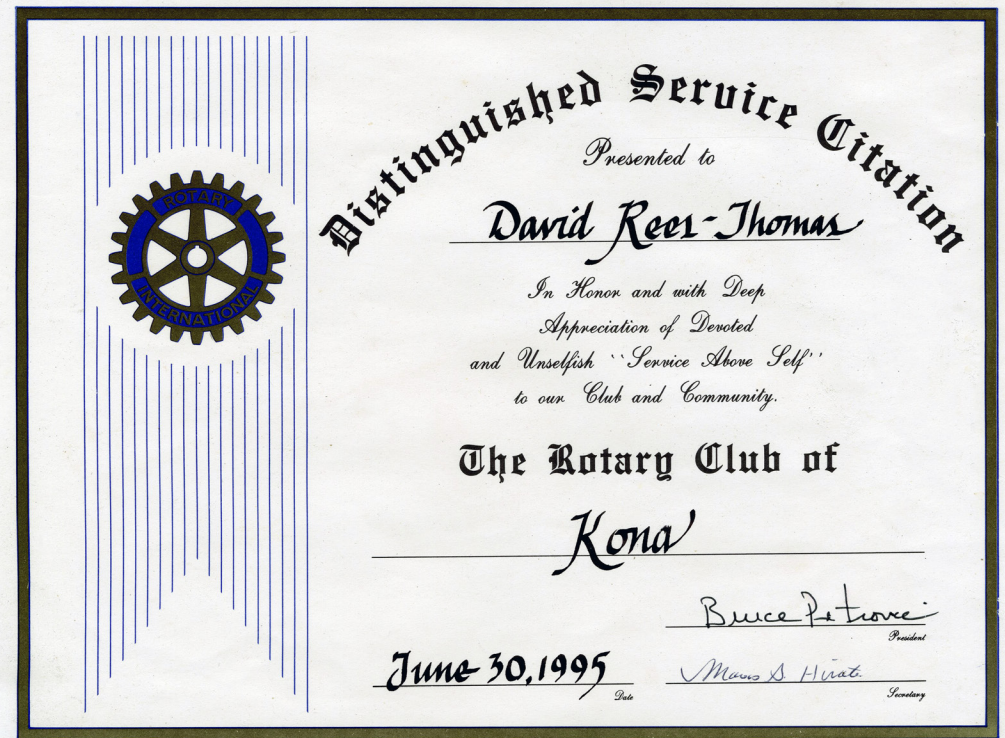 Distinguished Service Citation
Presented to
David Rees-Thomas
ROTARY
INTERNATIONAL
In Honor and with Deep
Appreciation of Devoted
and Unselfish ``Service Above Self''
to our Club and Community.
The Rotary Club of
Kona
Bruce
President
June 30, 1995
S. Hirata
Date
Secretary